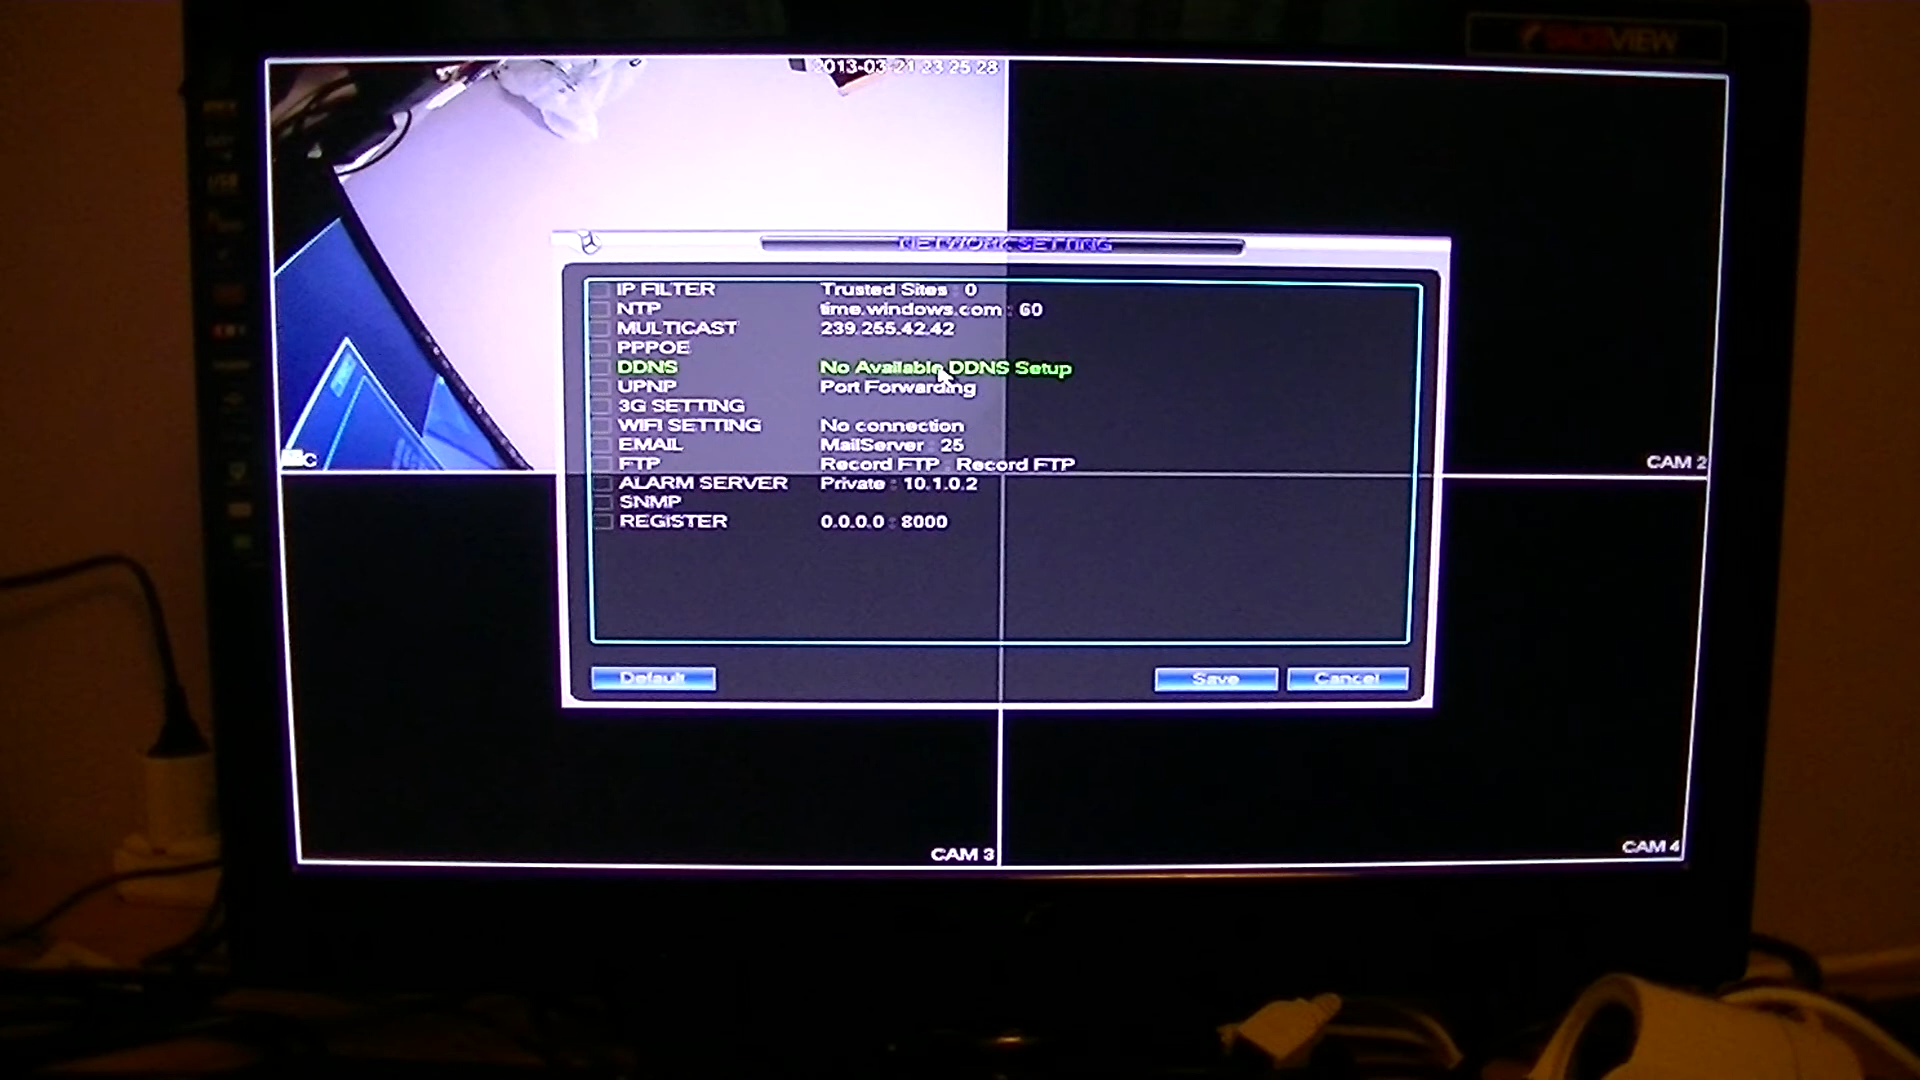 2013-03-21 23:25:28
NETWORK SETTING
IP FILTER Trusted Sites : 0
NTP time.windows.com : 60
MULTICAST 239.255.42.42
PPPOE
DDNS No Available DDNS Setup
UPNP Port Forwarding
3G SETTING
WIFI SETTING No connection
EMAIL MailServer : 25
FTP Record FTP : Record FTP
ALARM SERVER Private : 10.1.0.2
SNMP
REGISTER 0.0.0.0 : 8000
Default Save Cancel
CAM 2
CAM 3
CAM 4